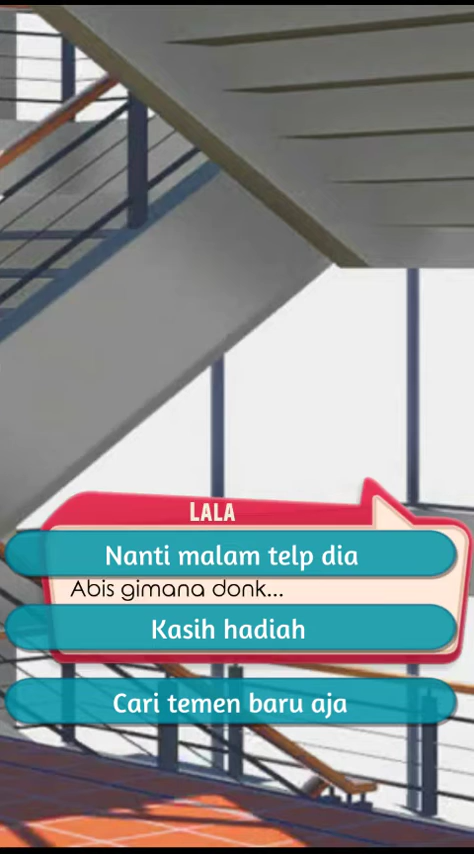 LALA
Nanti malam telp dia
Abis gimana donk...
Kasih hadiah
Cari temen baru aja